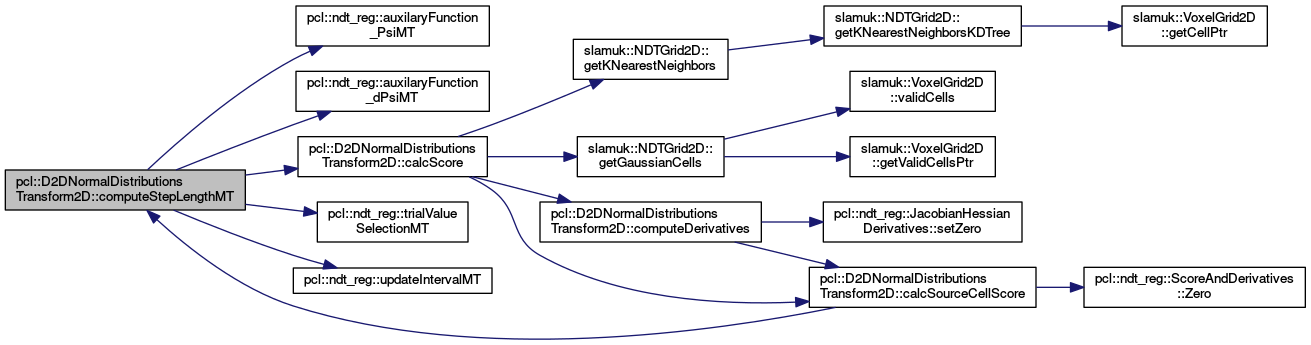 pcl::ndt_reg::auxilaryFunction
_PsiMT
pcl::ndt_reg::auxilaryFunction
_dPsiMT
pcl::D2DNormalDistributions
Transform2D::calcScore
pcl::D2DNormalDistributions
Transform2D::computeStepLengthMT
pcl::ndt_reg::trialValue
SelectionMT
pcl::ndt_reg::updateIntervalMT
slamuk::NDTGrid2D::
getKNearestNeighbors
slamuk::NDTGrid2D::
getGaussianCells
pcl::D2DNormalDistributions
Transform2D::computeDerivatives
slamuk::NDTGrid2D::
getKNearestNeighborsKDTree
slamuk::VoxelGrid2D
::validCells
slamuk::VoxelGrid2D
::getValidCellsPtr
pcl::ndt_reg::JacobianHessian
Derivatives::setZero
pcl::D2DNormalDistributions
Transform2D::calcSourceCellScore
slamuk::VoxelGrid2D
::getCellPtr
pcl::ndt_reg::ScoreAndDerivatives
::Zero